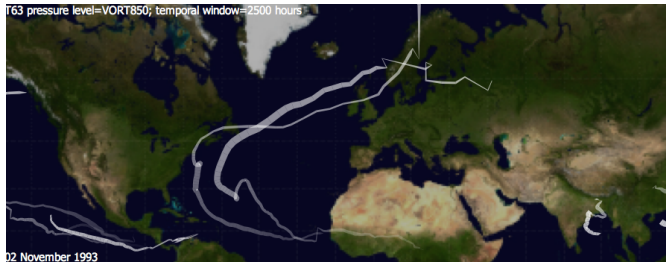 T63 pressure level=VORT850; temporal window=2500 hours
02 November 1993